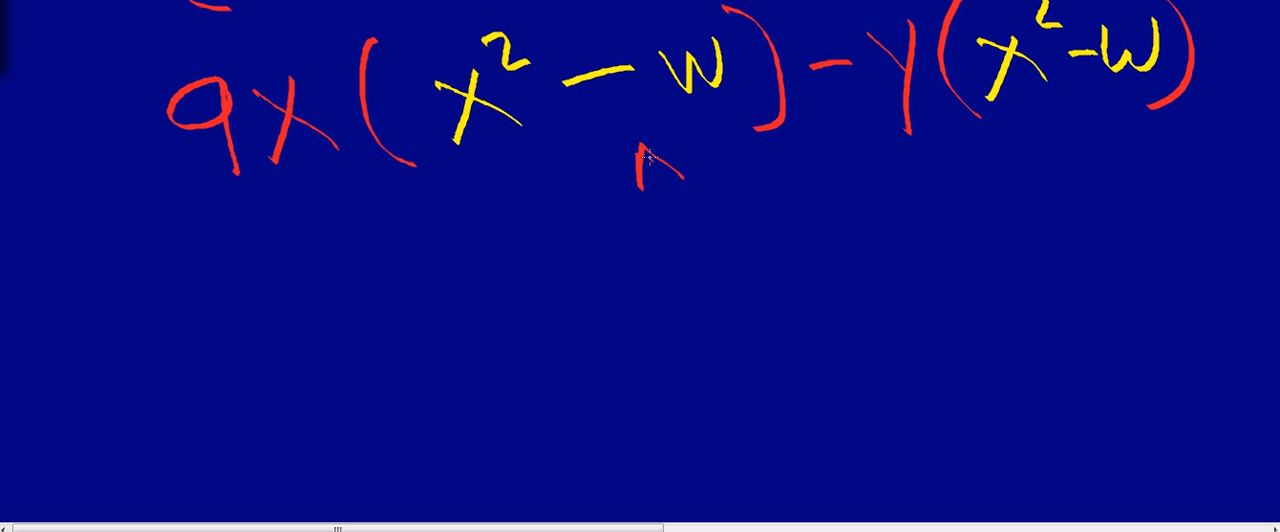 9x(x² - w) - y(x² - w)